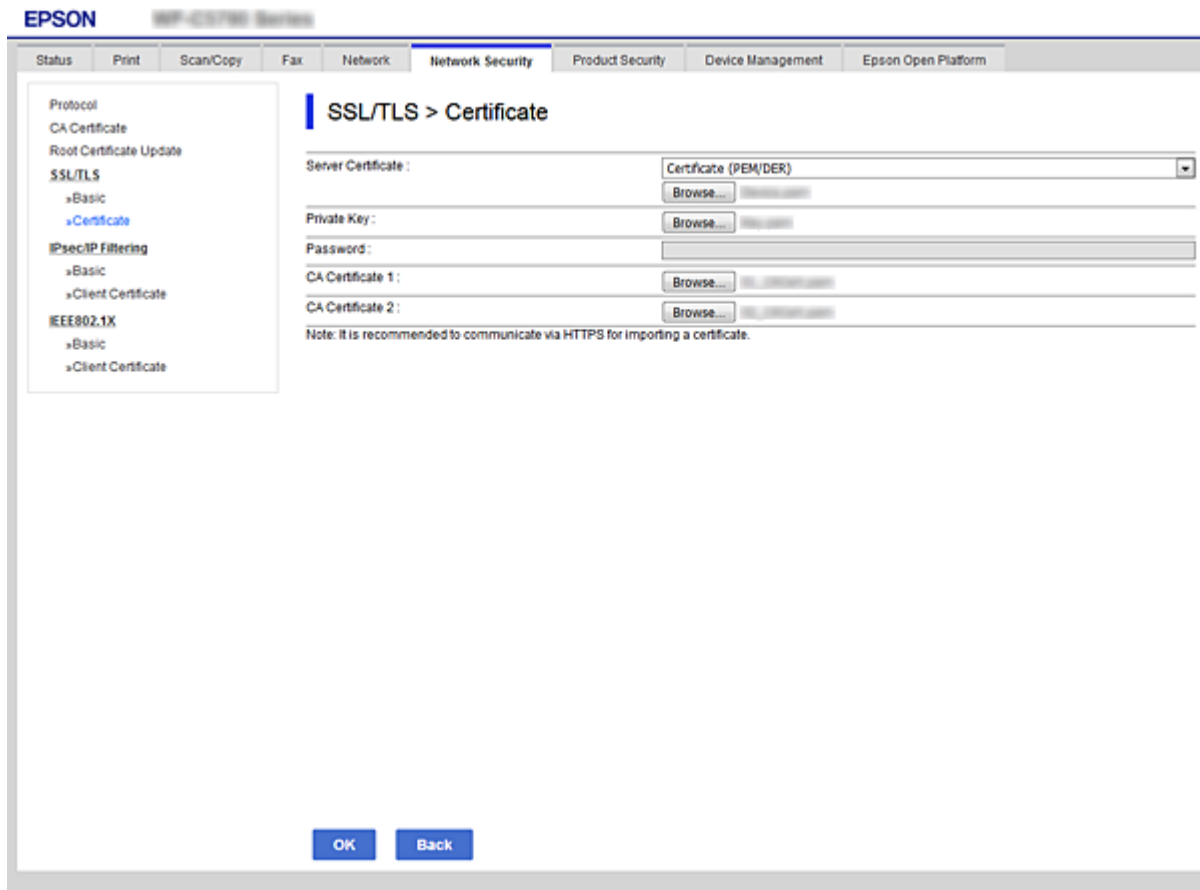 EPSON
Status Print Scan/Copy Fax Network Network Security Product Security Device Management Epson Open Platform
Protocol
CA Certificate
Root Certificate Update
SSL/TLS
»Basic
»Certificate
IPsec/IP Filtering
»Basic
»Client Certificate
IEEE802.1X
»Basic
»Client Certificate
SSL/TLS > Certificate
Server Certificate : Certificate (PEM/DER)
Browse...
Private Key : Browse...
Password :
CA Certificate 1 : Browse...
CA Certificate 2 : Browse...
Note: It is recommended to communicate via HTTPS for importing a certificate.
OK Back